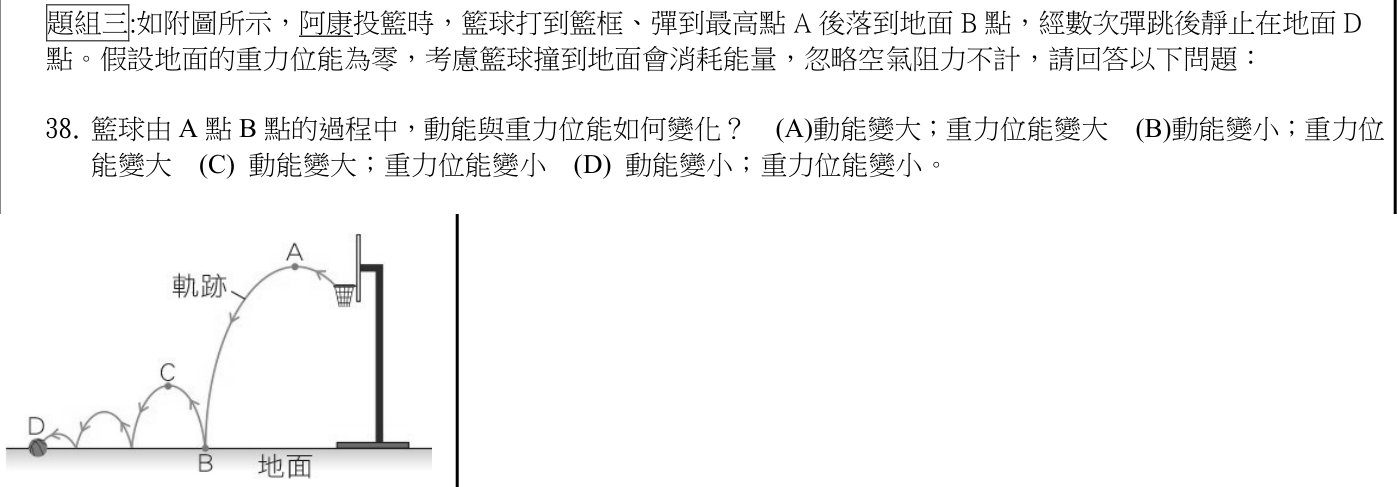 題組三:如附圖所示，阿康投籃時，籃球打到籃框、彈到最高點 A 後落到地面 B 點，經數次彈跳後靜止在地面 D
點。假設地面的重力位能為零，考慮籃球撞到地面會消耗能量，忽略空氣阻力不計，請回答以下問題：
38. 籃球由 A 點 B 點的過程中，動能與重力位能如何變化？ (A)動能變大；重力位能變大 (B)動能變小；重力位
能變大 (C) 動能變大；重力位能變小 (D) 動能變小；重力位能變小。
A
軌跡
C
D
B
地面